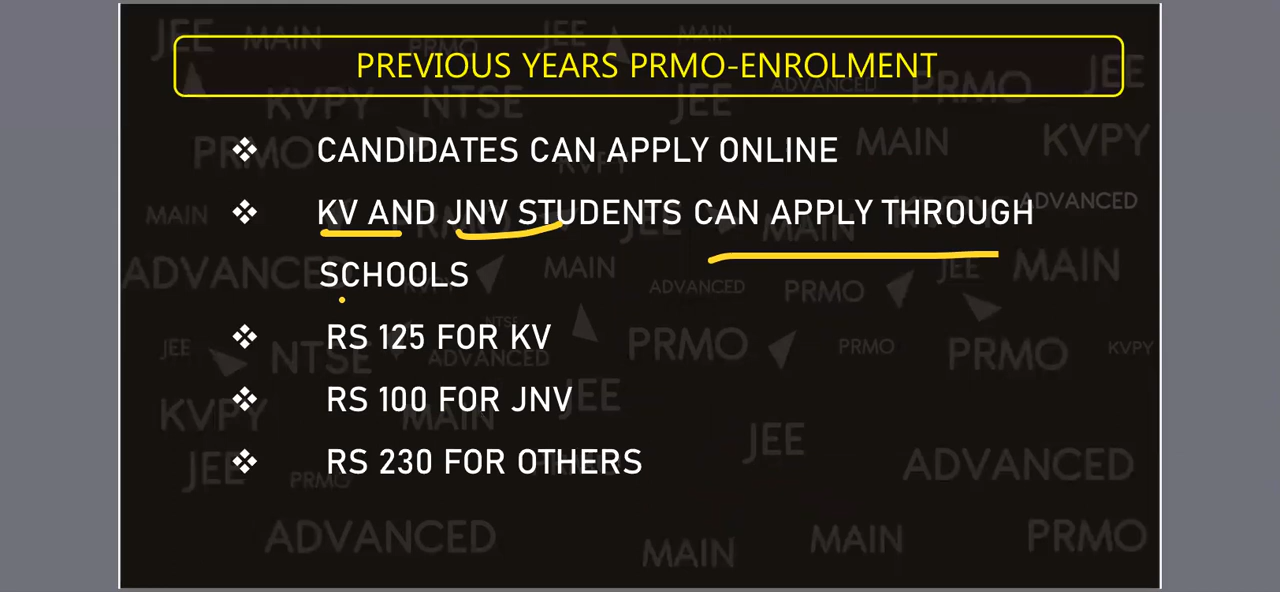 PREVIOUS YEARS PRMO-ENROLMENT
❖ CANDIDATES CAN APPLY ONLINE
❖ KV AND JNV STUDENTS CAN APPLY THROUGH
SCHOOLS
❖ RS 125 FOR KV
❖ RS 100 FOR JNV
❖ RS 230 FOR OTHERS